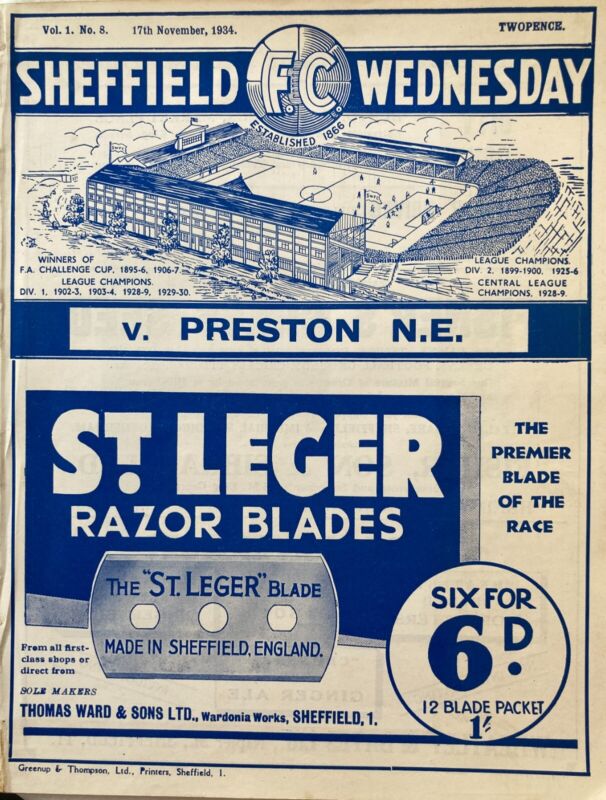 Vol. 1. No. 8. 17th November, 1934. TWOPENCE.
SHEFFIELD F.C. WEDNESDAY
ESTABLISHED 1866
WINNERS OF
F.A. CHALLENGE CUP, 1895-6, 1906-7.
LEAGUE CHAMPIONS.
DIV. 1, 1902-3, 1903-4, 1928-9, 1929-30.
LEAGUE CHAMPIONS.
DIV. 2. 1899-1900, 1925-6
CENTRAL LEAGUE
CHAMPIONS, 1928-9.
v. PRESTON N.E.
ST. LEGER
RAZOR BLADES
THE
PREMIER
BLADE
OF THE
RACE
THE "ST. LEGER" BLADE
MADE IN SHEFFIELD, ENGLAND.
SIX FOR
6D.
12 BLADE PACKET
1/-
From all first-
class shops or
direct from
SOLE MAKERS
THOMAS WARD & SONS LTD., Wardonia Works, SHEFFIELD, 1.
Greenup & Thompson, Ltd., Printers, Sheffield, 1.